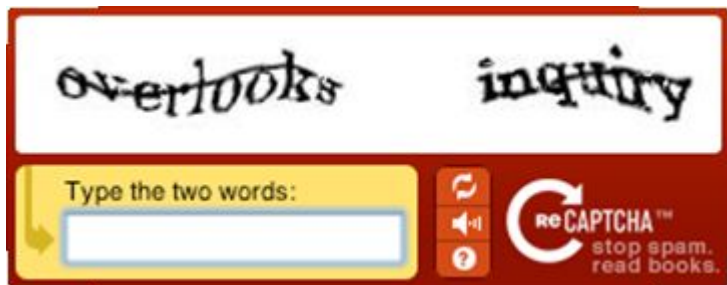 overlooks inquiry
Type the two words:
ReCAPTCHA™
stop spam.
read books.